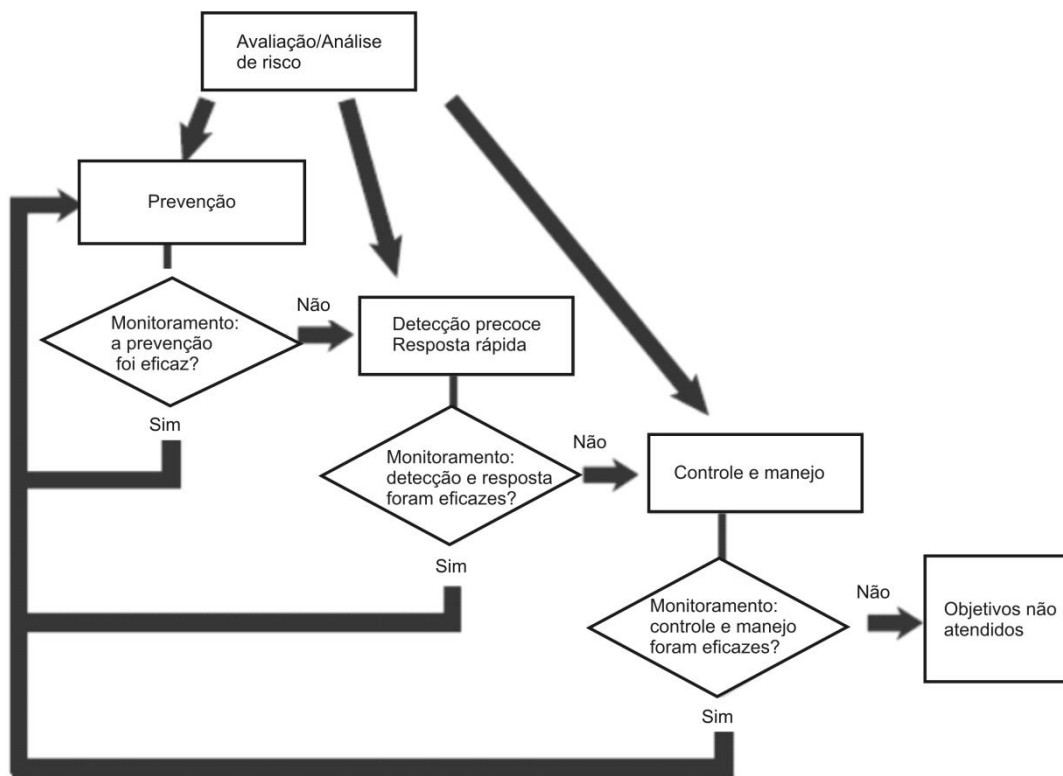 Avaliação/Análise
de risco
Prevenção
Monitoramento:
a prevenção
foi eficaz?
Não
Sim
Detecção precoce
Resposta rápida
Monitoramento:
detecção e resposta
foram eficazes?
Não
Sim
Controle e manejo
Monitoramento:
controle e manejo
foram eficazes?
Não
Sim
Objetivos não
atendidos